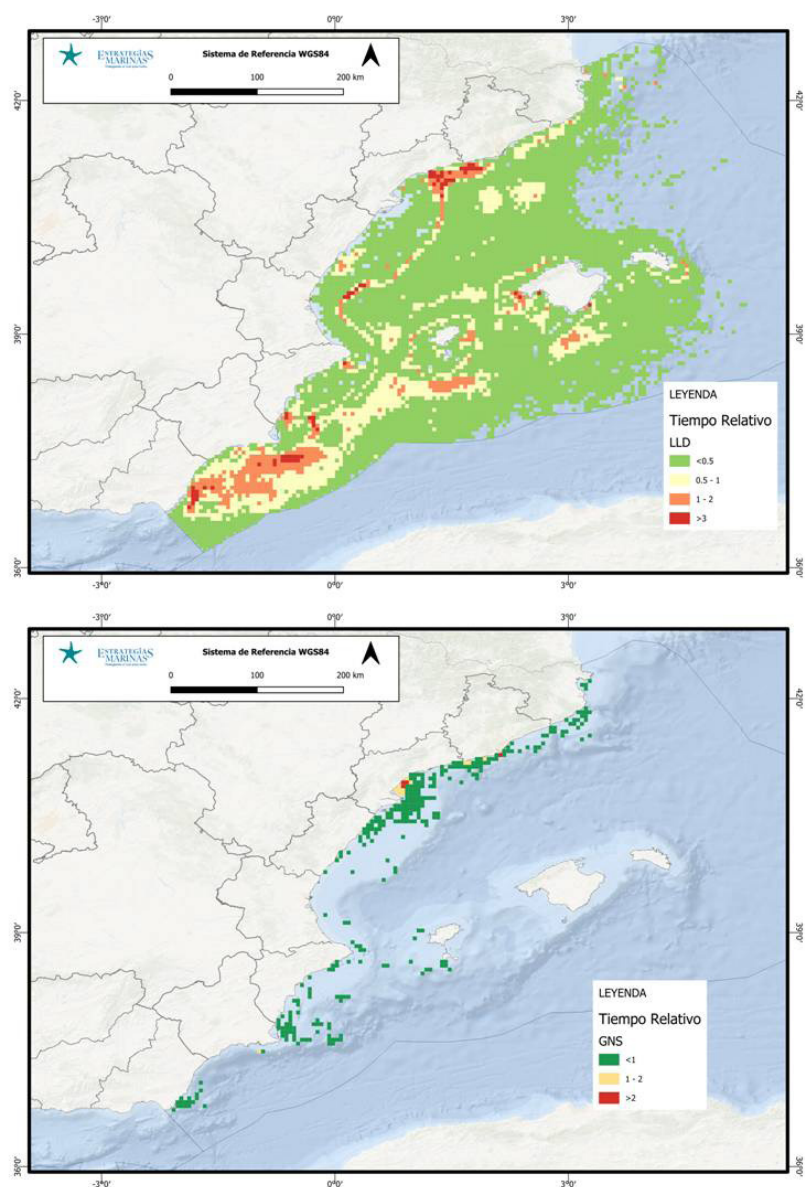 -3°0' 0°0' 3°0'
ESTRATEGIAS
MARINAS
Sistema de Referencia WGS84
0 100 200 km
42°0' 42°0'
39°0' 39°0'
36°0' 36°0'
LEYENDA
Tiempo Relativo
LLD
<0.5
0.5 - 1
1 - 2
>3
-3°0' 0°0' 3°0'
-3°0' 0°0' 3°0'
ESTRATEGIAS
MARINAS
Sistema de Referencia WGS84
0 100 200 km
42°0' 42°0'
39°0' 39°0'
36°0' 36°0'
LEYENDA
Tiempo Relativo
GNS
<1
1 - 2
>2
-3°0' 0°0' 3°0'